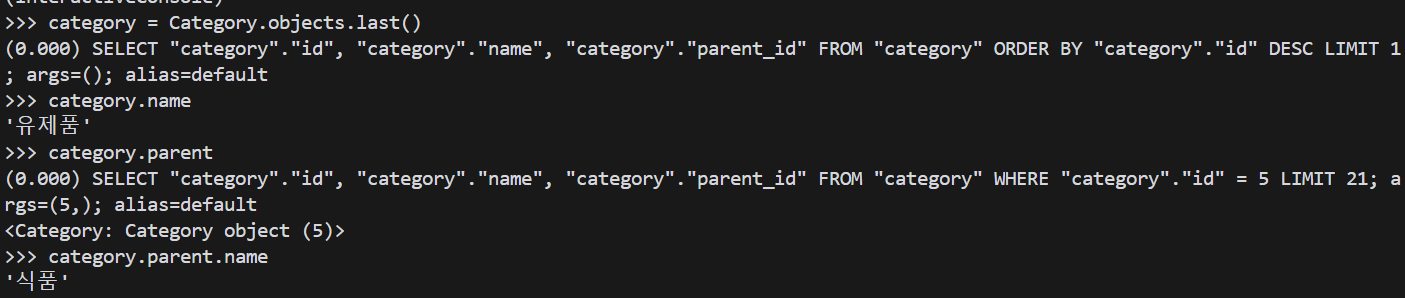 (InteractiveConsole)
>>> category = Category.objects.last()
(0.000) SELECT "category"."id", "category"."name", "category"."parent_id" FROM "category" ORDER BY "category"."id" DESC LIMIT 1
; args=(); alias=default
>>> category.name
'유제품'
>>> category.parent
(0.000) SELECT "category"."id", "category"."name", "category"."parent_id" FROM "category" WHERE "category"."id" = 5 LIMIT 21; a
rgs=(5,); alias=default
<Category: Category object (5)>
>>> category.parent.name
'식품'